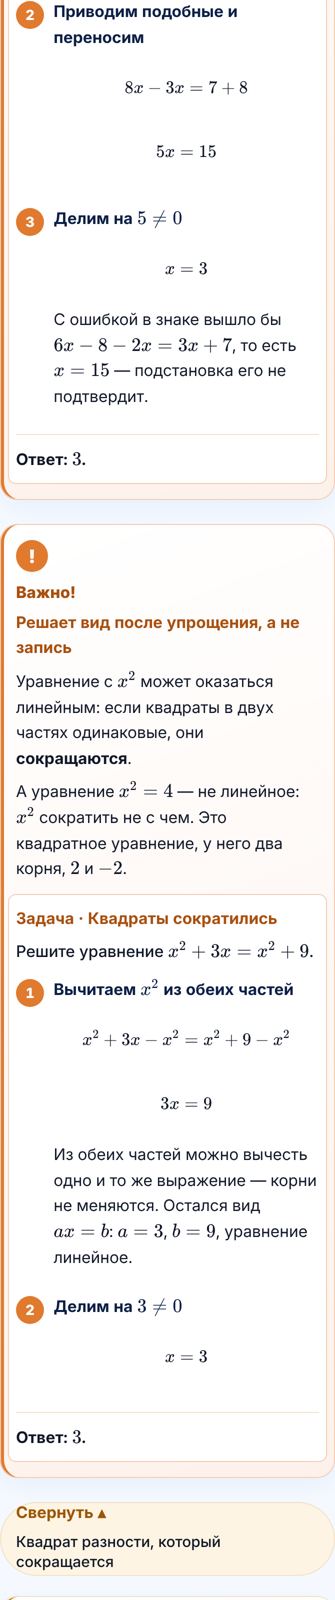 2 Приводим подобные и
переносим
8x − 3x = 7 + 8
5x = 15
3 Делим на 5 ≠ 0
x = 3
С ошибкой в знаке вышло бы
6x − 8 − 2x = 3x + 7, то есть
x = 15 — подстановка его не
подтвердит.
Ответ: 3.
!
Важно!
Решает вид после упрощения, а не
запись
Уравнение с x² может оказаться
линейным: если квадраты в двух
частях одинаковые, они
сокращаются.
А уравнение x² = 4 — не линейное:
x² сократить не с чем. Это
квадратное уравнение, у него два
корня, 2 и −2.
Задача · Квадраты сократились
Решите уравнение x² + 3x = x² + 9.
1 Вычитаем x² из обеих частей
x² + 3x − x² = x² + 9 − x²
3x = 9
Из обеих частей можно вычесть
одно и то же выражение — корни
не меняются. Остался вид
ax = b: a = 3, b = 9, уравнение
линейное.
2 Делим на 3 ≠ 0
x = 3
Ответ: 3.
Свернуть ▴
Квадрат разности, который
сокращается